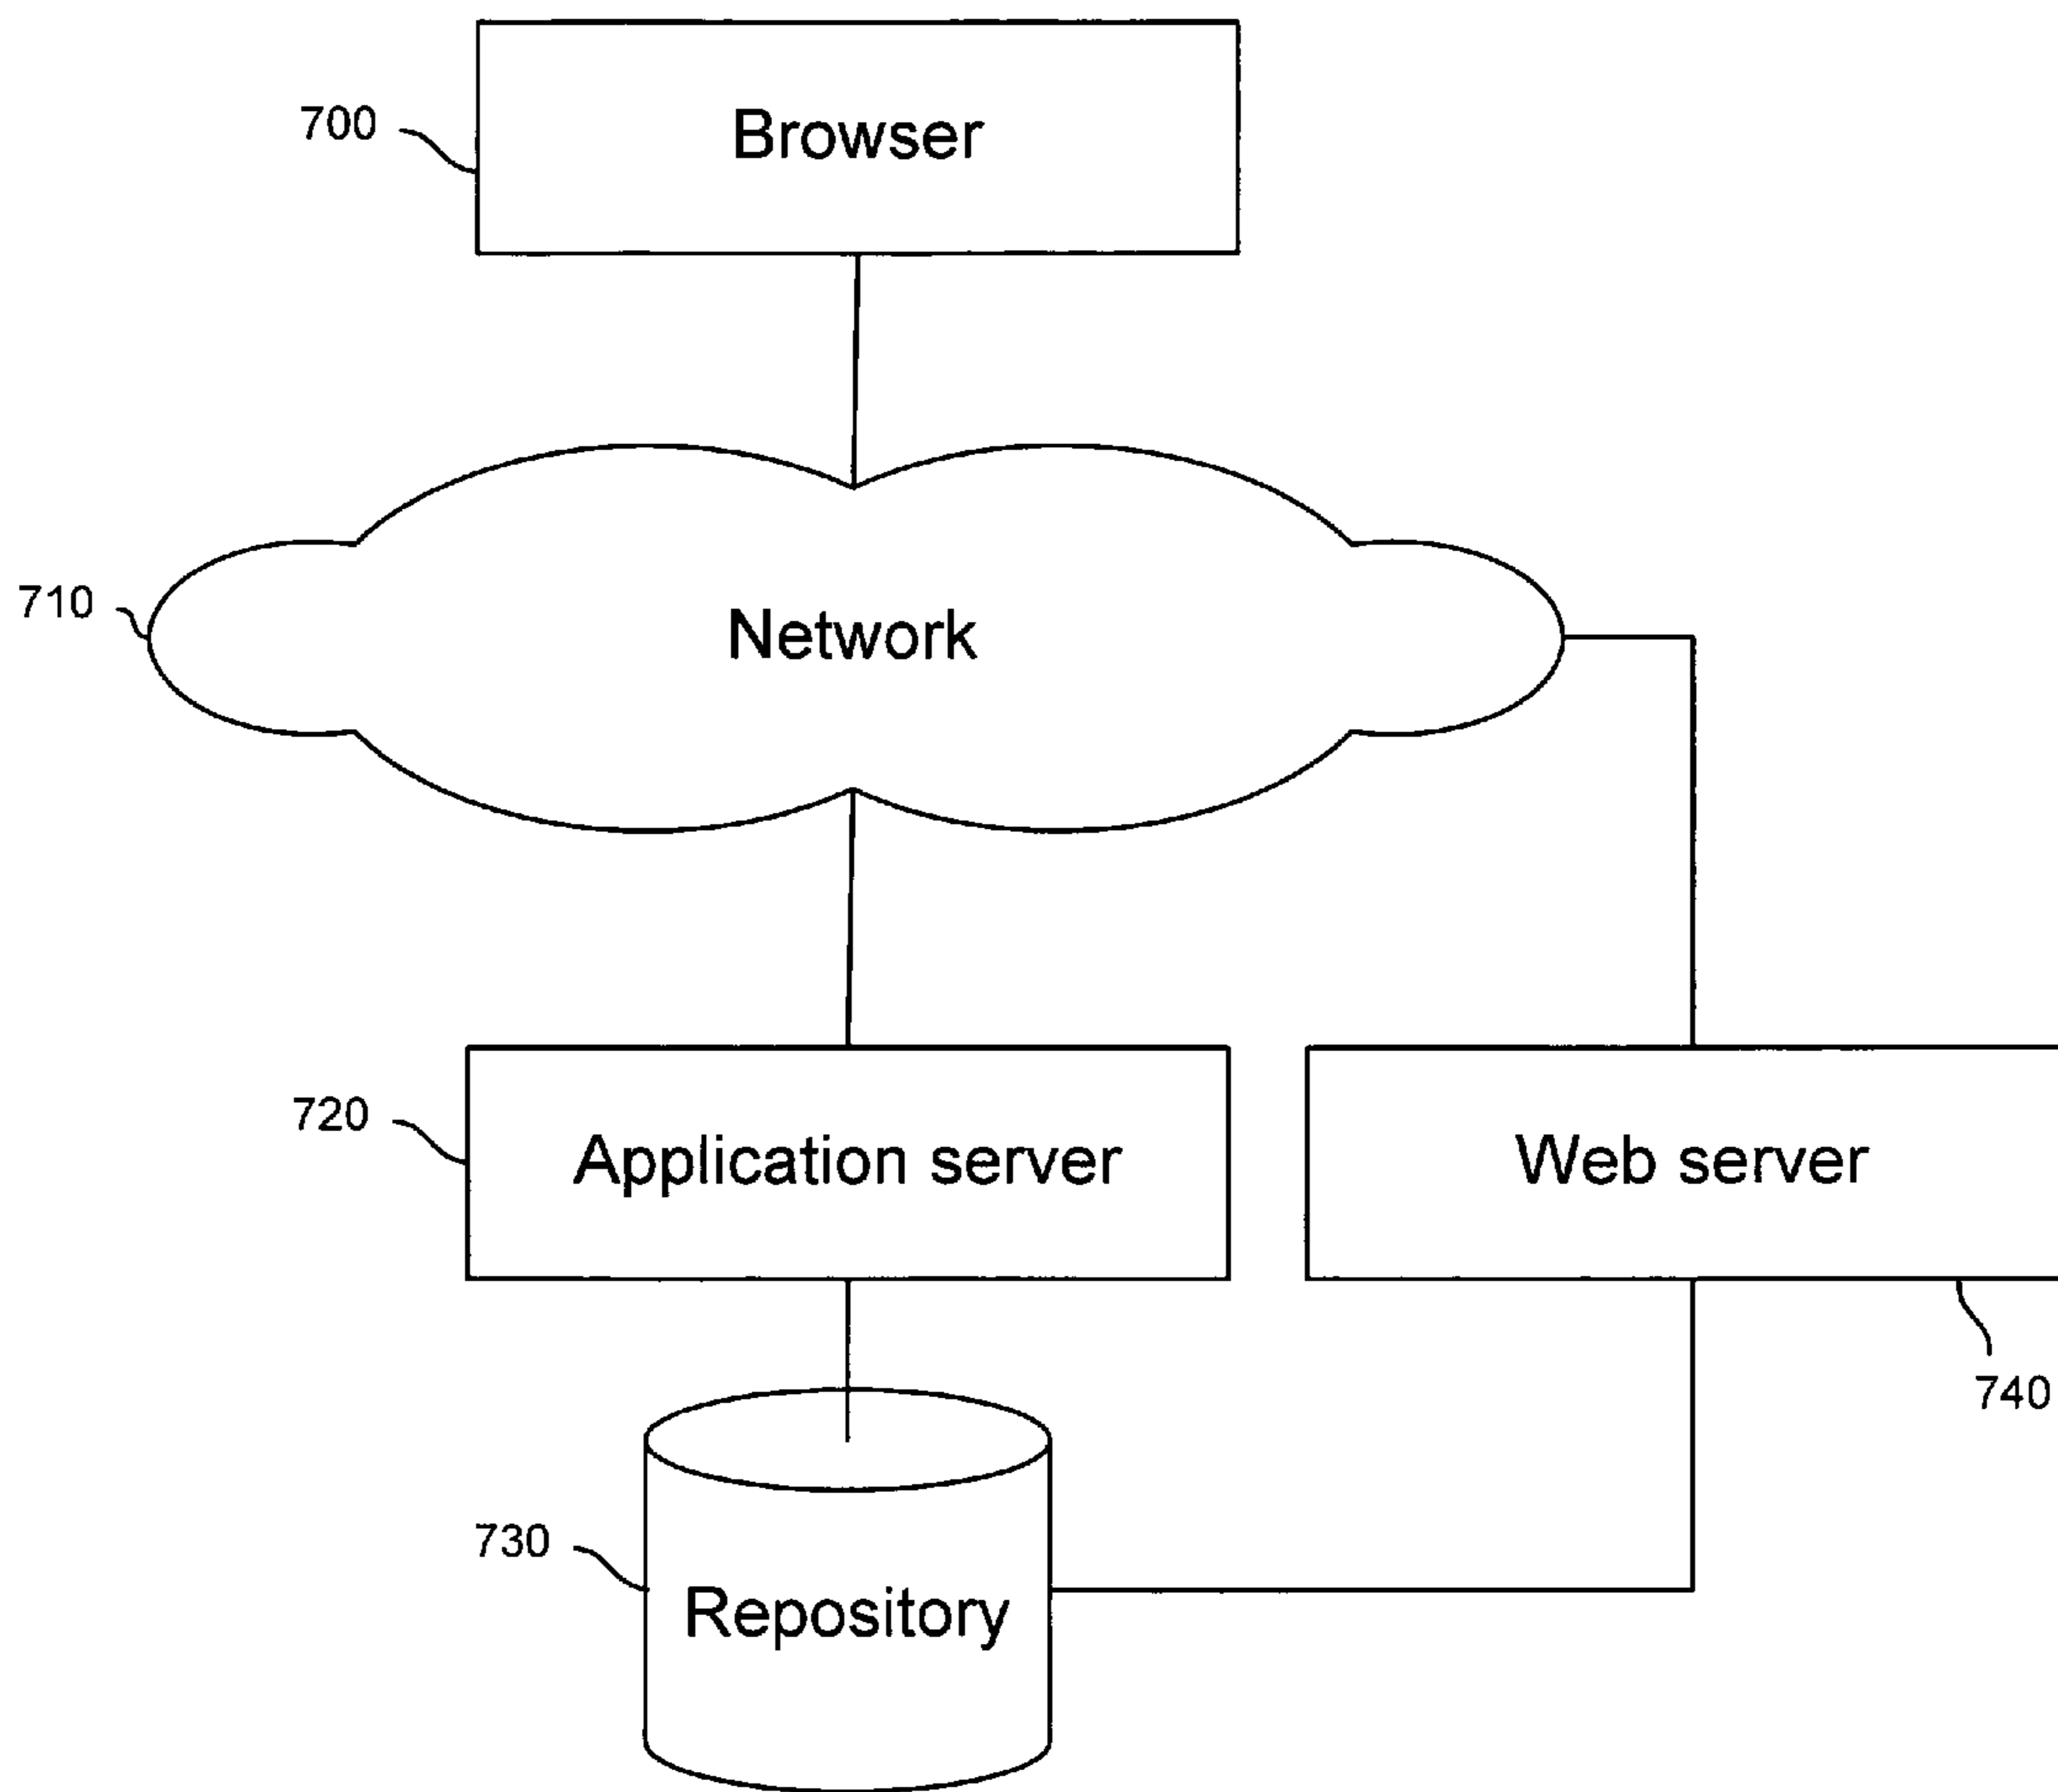 700
Browser
710
Network
720
Application server
Web server
740
730
Repository